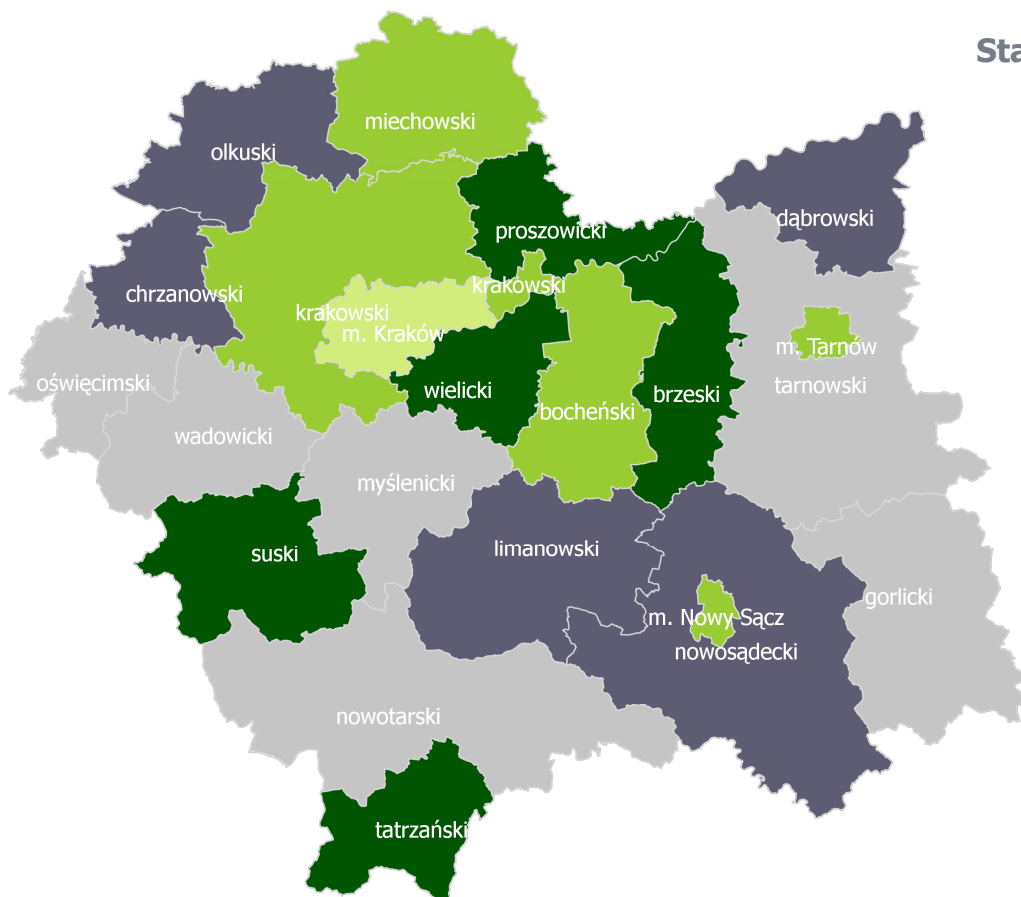 Sta
miechowski
olkuski
dąbrowski
proszowicki
krakowski
chrzanowski
krakowski
m. Kraków
m. Tarnów
oświęcimski
wielicki
brzeski
tarnowski
bocheński
wadowicki
myślenicki
limanowski
suski
gorlicki
m. Nowy Sącz
nowosądecki
nowotarski
tatrzański